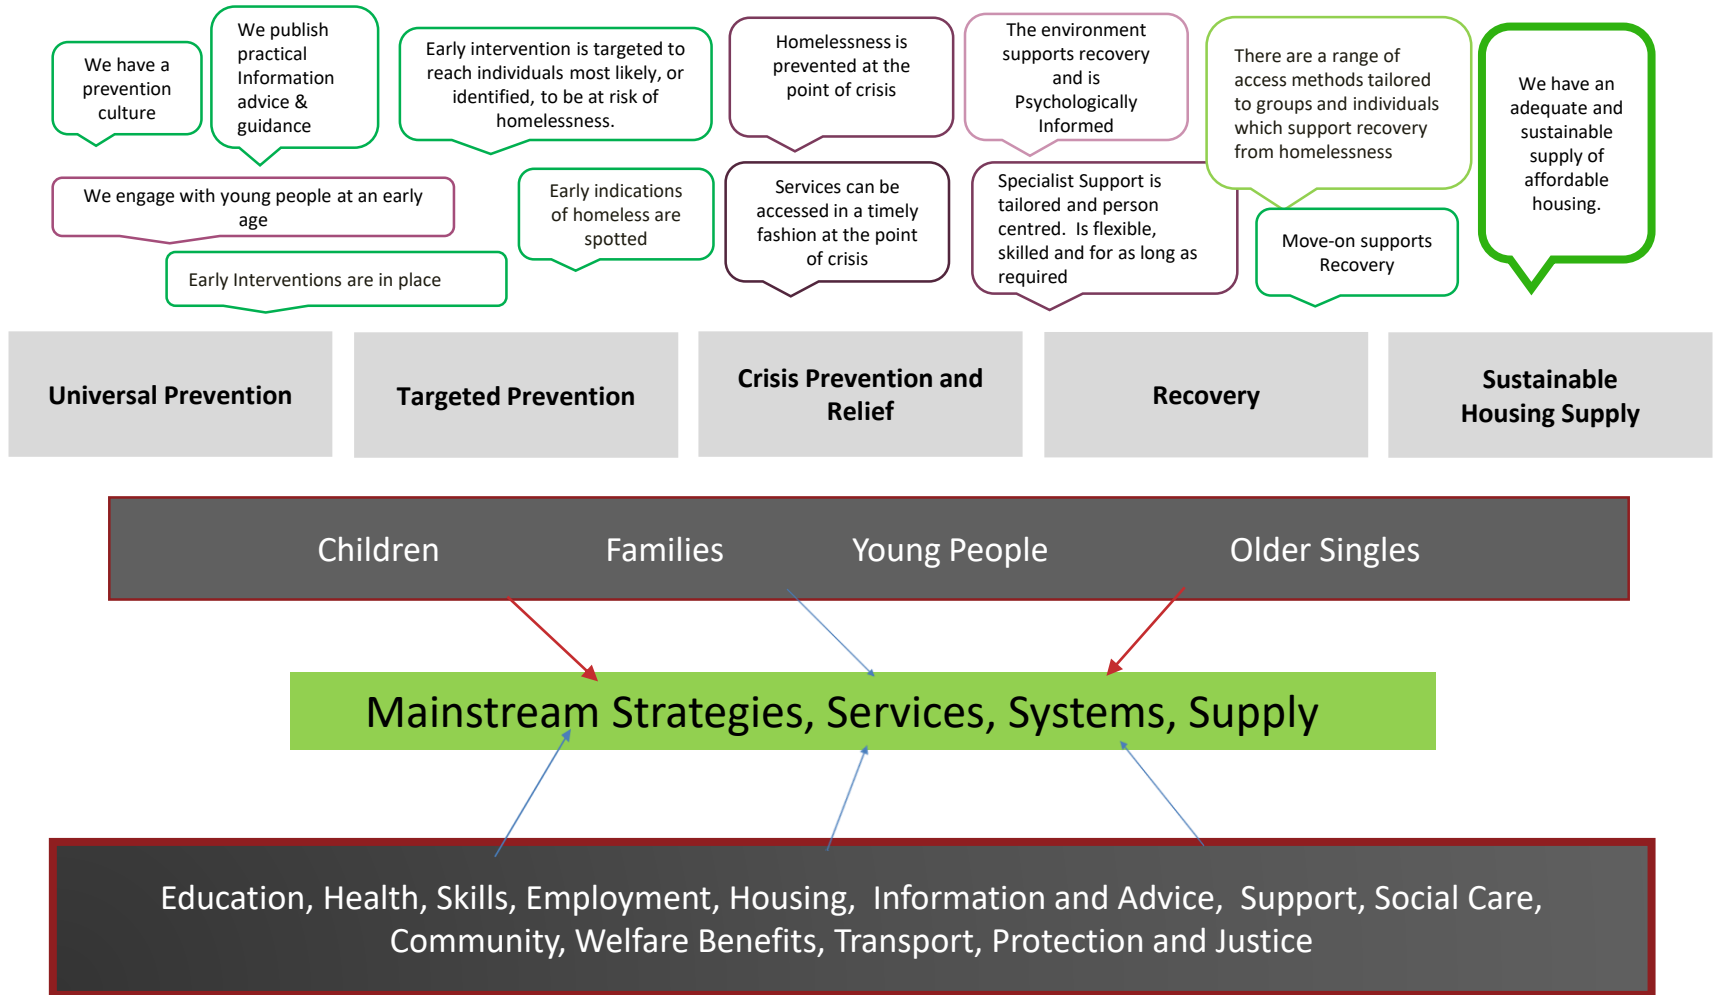 We have a
prevention
culture
We publish
practical
Information
advice &
guidance
Early intervention is targeted to
reach individuals most likely, or
identified, to be at risk of
homelessness.
Homelessness is
prevented at the
point of crisis
The environment
supports recovery
and is
Psychologically
Informed
There are a range of
access methods tailored
to groups and individuals
which support recovery
from homelessness
We have an
adequate and
sustainable
supply of
affordable
housing.
We engage with young people at an early
age
Early indications
of homeless are
spotted
Services can be
accessed in a timely
fashion at the point
of crisis
Specialist Support is
tailored and person
centred.  Is flexible,
skilled and for as long as
required
Move-on supports
Recovery
Early Interventions are in place
Universal Prevention
Targeted Prevention
Crisis Prevention and
Relief
Recovery
Sustainable
Housing Supply
Children Families Young People Older Singles
Mainstream Strategies, Services, Systems, Supply
Education, Health, Skills, Employment, Housing,  Information and Advice,  Support, Social Care,
Community, Welfare Benefits, Transport, Protection and Justice